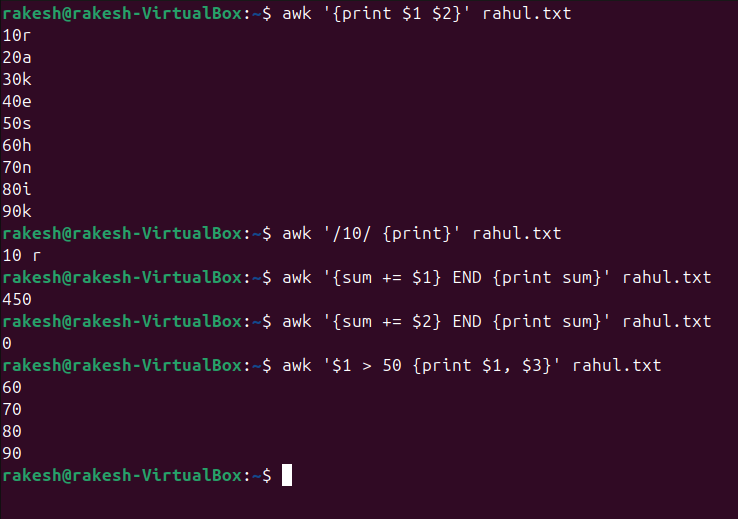 rakesh@rakesh-VirtualBox:~$ awk '{print $1 $2}' rahul.txt
10r
20a
30k
40e
50s
60h
70n
80i
90k
rakesh@rakesh-VirtualBox:~$ awk '/10/ {print}' rahul.txt
10 r
rakesh@rakesh-VirtualBox:~$ awk '{sum += $1} END {print sum}' rahul.txt
450
rakesh@rakesh-VirtualBox:~$ awk '{sum += $2} END {print sum}' rahul.txt
0
rakesh@rakesh-VirtualBox:~$ awk '$1 > 50 {print $1, $3}' rahul.txt
60
70
80
90
rakesh@rakesh-VirtualBox:~$